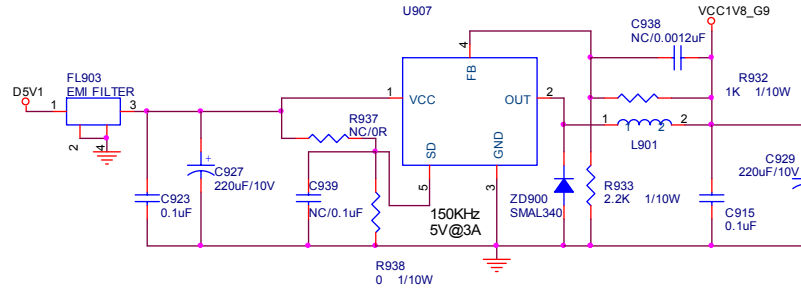 U907
VCC1V8_G9
C938
NC/0.0012uF
FL903
EMI FILTER
D5V1
1
3
2
4
4
FB
1
VCC
OUT
2
SD
GND
5
3
R932
1K 1/10W
1
1
2
2
L901
R937
NC/0R
C927
220uF/10V
+
C923
0.1uF
C939
NC/0.1uF
150KHz
5V@3A
ZD900
SMAL340
R933
2.2K 1/10W
C929
220uF/10V
C915
0.1uF
R938
0 1/10W